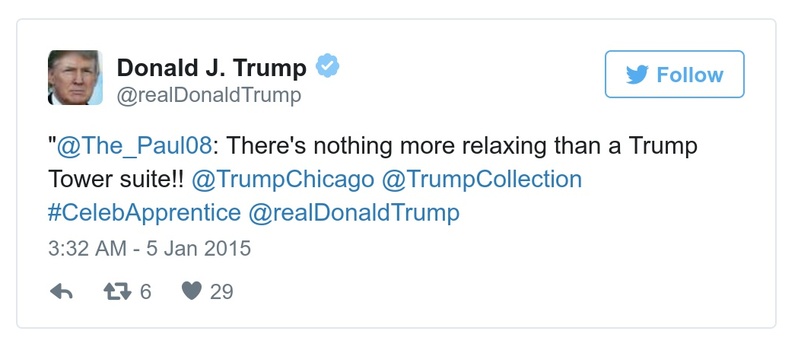 Donald J. Trump
Follow
@realDonaldTrump
"@The_Paul08: There's nothing more relaxing than a Trump
Tower suite!! @TrumpChicago @TrumpCollection
#CelebApprentice @realDonaldTrump
3:32 AM - 5 Jan 2015
6
29